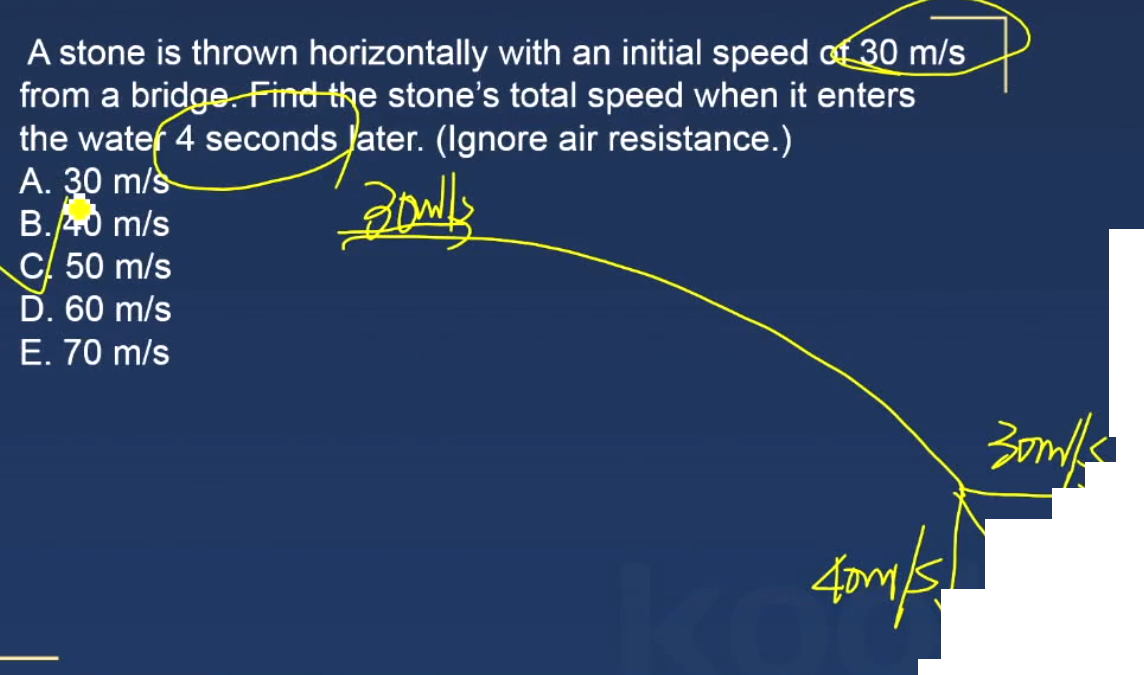 A stone is thrown horizontally with an initial speed of 30 m/s
from a bridge. Find the stone's total speed when it enters
the water 4 seconds later. (Ignore air resistance.)
A. 30 m/s
B. 40 m/s
C. 50 m/s
D. 60 m/s
E. 70 m/s
30m/s
30m/s
40m/s